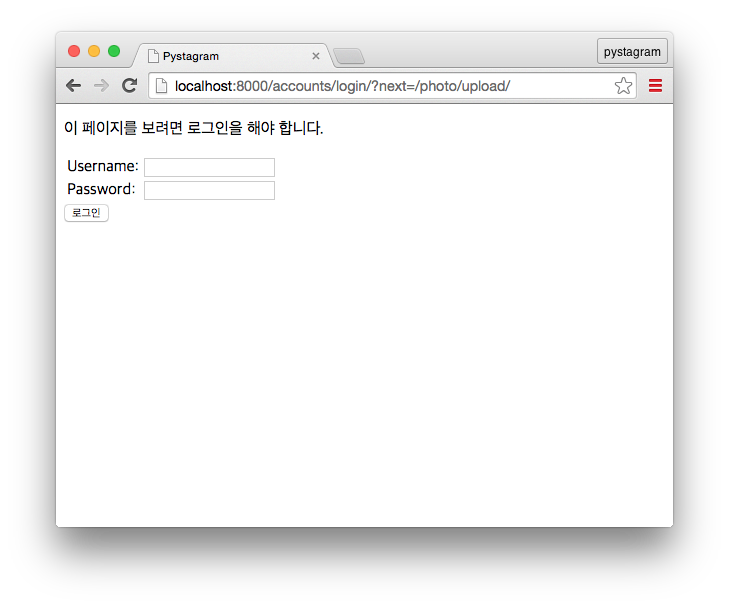 Pystagram
pystagram
localhost:8000/accounts/login/?next=/photo/upload/
이 페이지를 보려면 로그인을 해야 합니다.
Username:
Password:
로그인